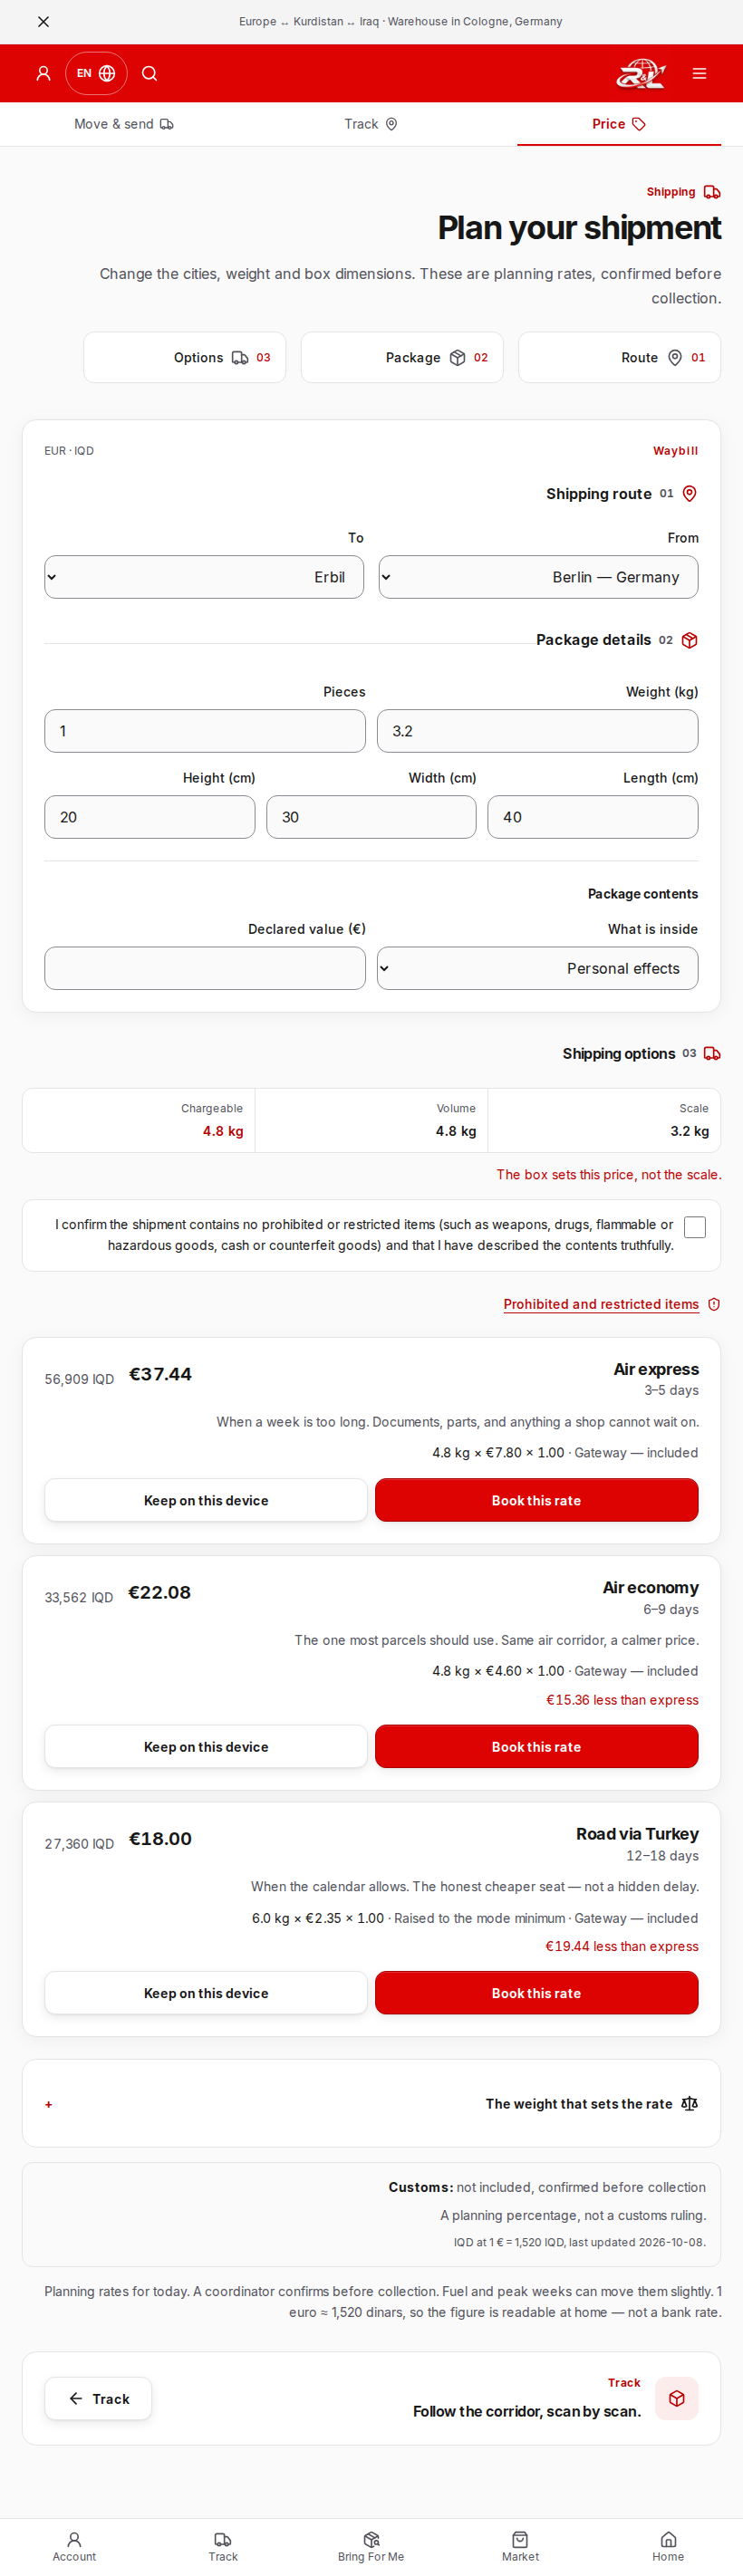 Europe ↔ Kurdistan ↔ Iraq · Warehouse in Cologne, Germany
EN
R&L
Price
Track
Move & send
Shipping
Plan your shipment
Change the cities, weight and box dimensions. These are planning rates, confirmed before
collection.
01 Route
02 Package
03 Options
Waybill
EUR · IQD
01 Shipping route
From
To
Berlin — Germany
Erbil
02 Package details
Weight (kg)
Pieces
3.2
1
Length (cm)
Width (cm)
Height (cm)
40
30
20
Package contents
What is inside
Declared value (€)
Personal effects
03 Shipping options
Scale
3.2 kg
Volume
4.8 kg
Chargeable
4.8 kg
The box sets this price, not the scale.
I confirm the shipment contains no prohibited or restricted items (such as weapons, drugs, flammable or
hazardous goods, cash or counterfeit goods) and that I have described the contents truthfully.
Prohibited and restricted items
Air express
3–5 days
€37.44
56,909 IQD
When a week is too long. Documents, parts, and anything a shop cannot wait on.
4.8 kg × €7.80 × 1.00 · Gateway — included
Book this rate
Keep on this device
Air economy
6–9 days
€22.08
33,562 IQD
The one most parcels should use. Same air corridor, a calmer price.
4.8 kg × €4.60 × 1.00 · Gateway — included
€15.36 less than express
Book this rate
Keep on this device
Road via Turkey
12–18 days
€18.00
27,360 IQD
When the calendar allows. The honest cheaper seat — not a hidden delay.
6.0 kg × €2.35 × 1.00 · Raised to the mode minimum · Gateway — included
€19.44 less than express
Book this rate
Keep on this device
The weight that sets the rate
+
Customs: not included, confirmed before collection
A planning percentage, not a customs ruling.
IQD at 1 € = 1,520 IQD, last updated 2026-10-08.
Planning rates for today. A coordinator confirms before collection. Fuel and peak weeks can move them slightly. 1
euro ≈ 1,520 dinars, so the figure is readable at home — not a bank rate.
Track
Follow the corridor, scan by scan.
Track
Home
Market
Bring For Me
Track
Account